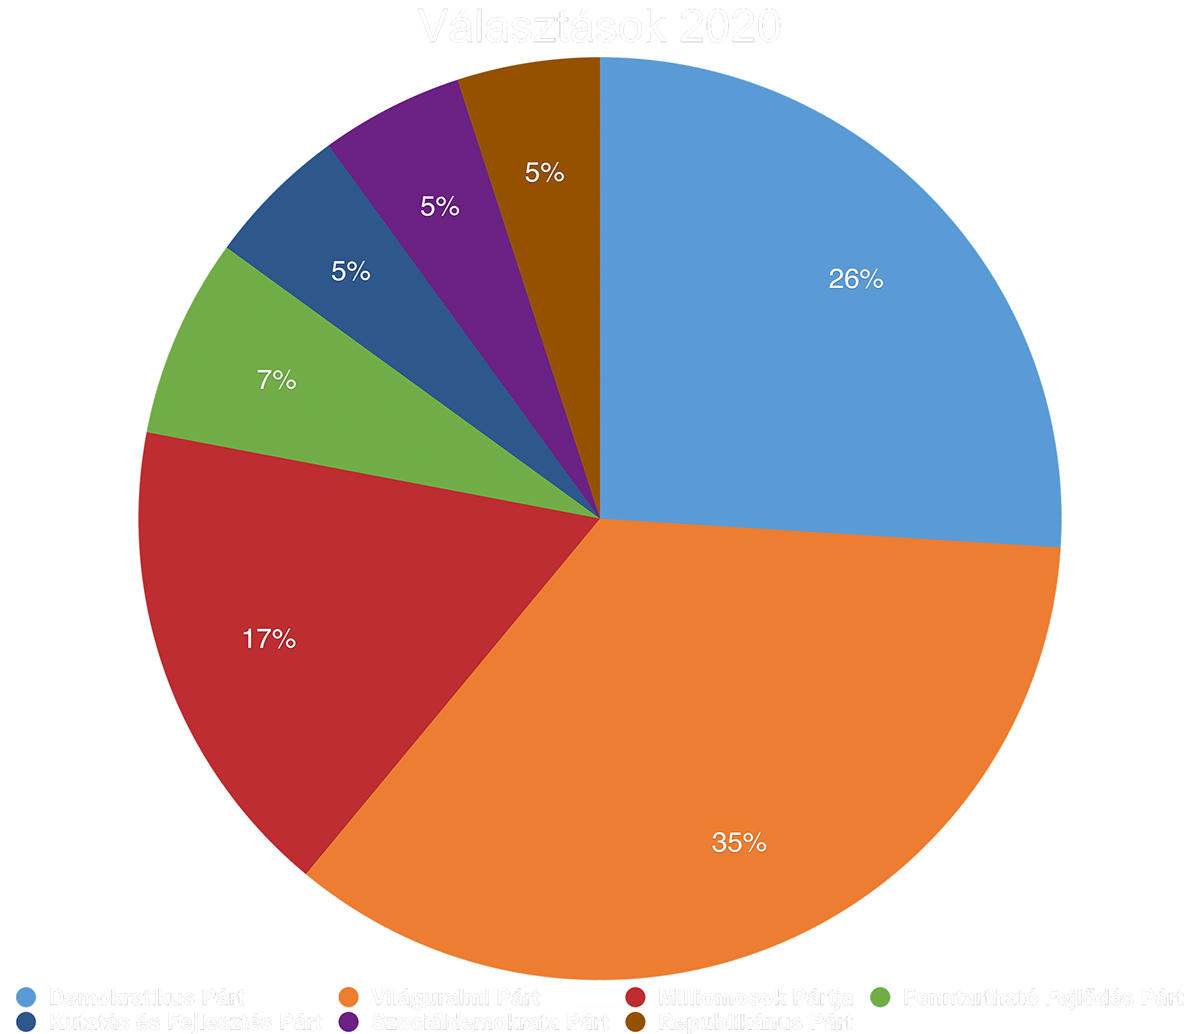 Választások 2020
5%
5%
26%
5%
7%
17%
35%
Demokratikus Párt Világuralmi Párt Milliomosok Pártja Fenntartható Fejlődés Párt
Kutatás és Fejlesztés Párt Szociáldemokrata Párt Republikánus Párt